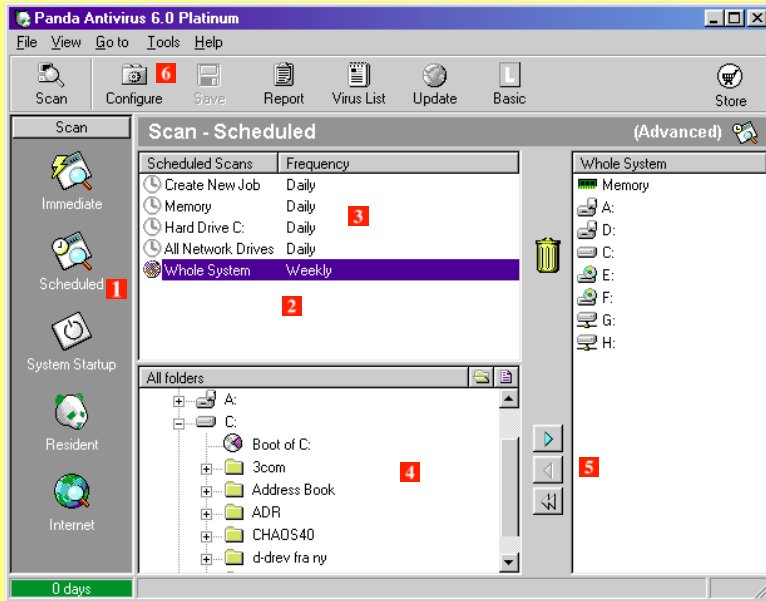 Panda Antivirus 6.0 Platinum
File View Go to Tools Help
6
Scan Configure Save Report Virus List Update L Basic Store
Scan
Scan - Scheduled (Advanced)
Scheduled Scans Frequency
Create New Job Daily
Memory Daily
Hard Drive C: Daily
All Network Drives Daily
Whole System Weekly
3
2
Immediate
Scheduled 1
System Startup
Resident
Internet
All folders
A:
C:
Boot of C:
3com
Address Book
ADR
CHAOS40
d-drev fra ny
4
5
Whole System
Memory
A:
D:
C:
E:
F:
G:
H:
0 days